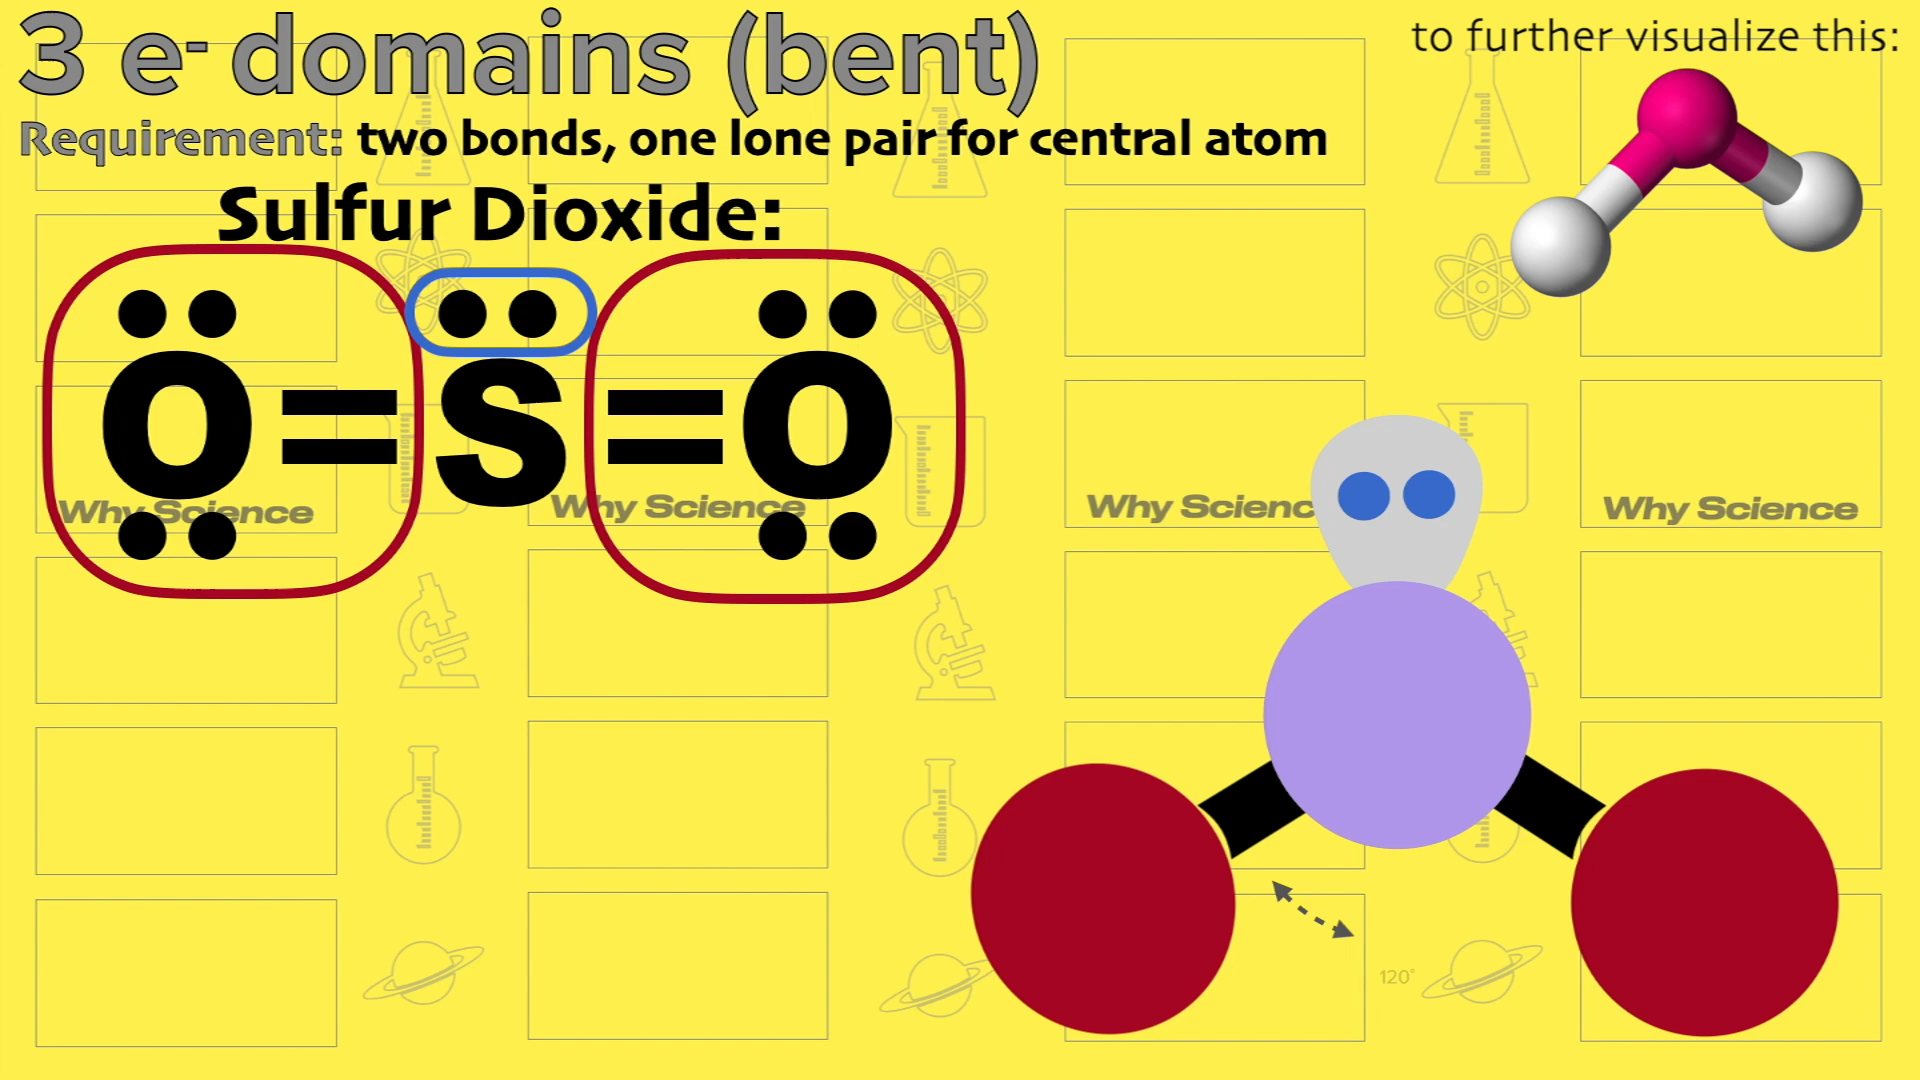 3 e- domains (bent)
to further visualize this:
Requirement: two bonds, one lone pair for central atom
Sulfur Dioxide:
O=S=O
Why Science
Why Science
Why Scienc
Why Science
120°